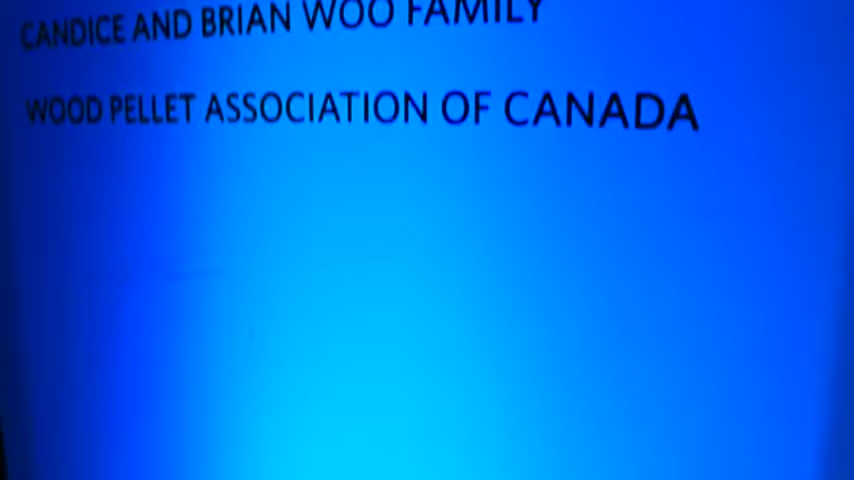 CANDICE AND BRIAN WOO FAMILY
WOOD PELLET ASSOCIATION OF CANADA